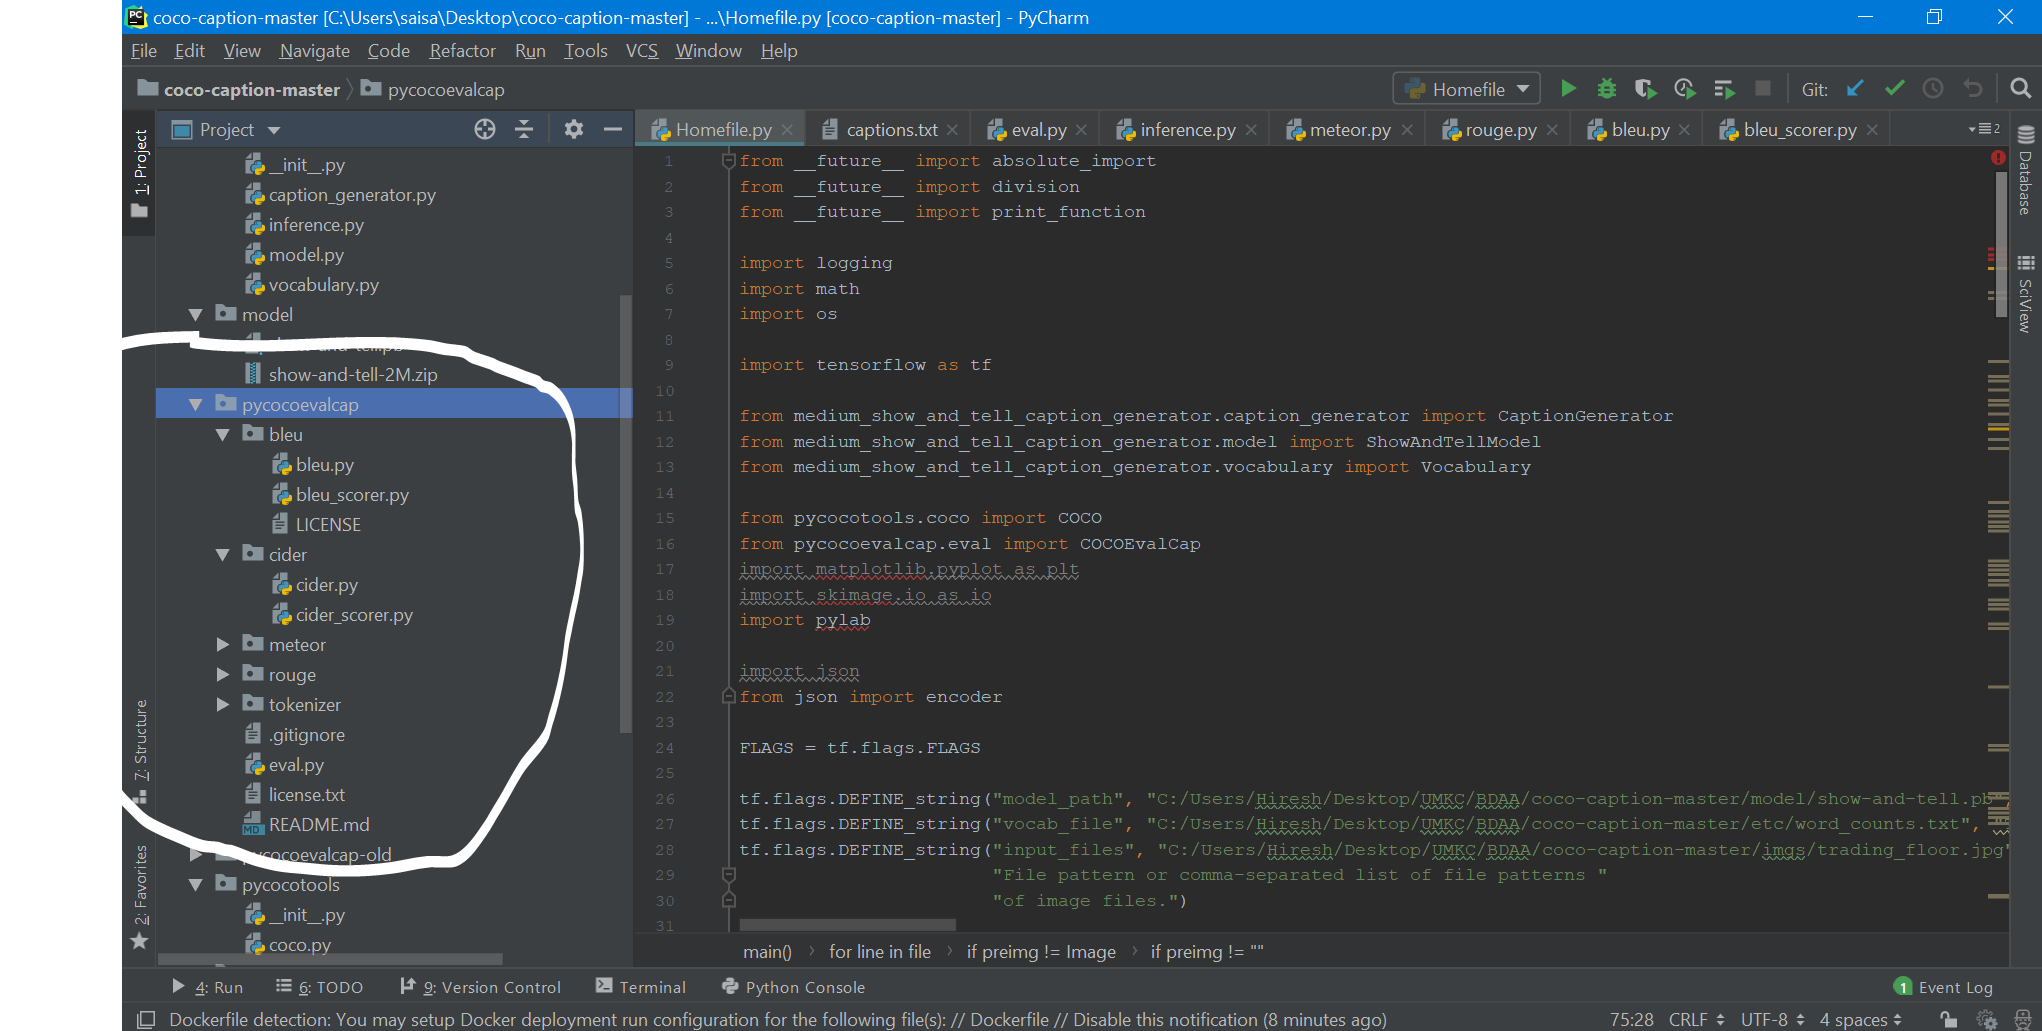 coco-caption-master [C:\Users\saisa\Desktop\coco-caption-master] - ...\Homefile.py [coco-caption-master] - PyCharm
File Edit View Navigate Code Refactor Run Tools VCS Window Help
coco-caption-master pycocoevalcap Homefile Git:
Project
Homefile.py captions.txt eval.py inference.py meteor.py rouge.py bleu.py bleu_scorer.py 2
1: Project
7: Structure
2: Favorites
__init__.py
caption_generator.py
inference.py
model.py
vocabulary.py
model
show-and-tell-2M.zip
pycocoevalcap
bleu
bleu.py
bleu_scorer.py
LICENSE
cider
cider.py
cider_scorer.py
meteor
rouge
tokenizer
.gitignore
eval.py
license.txt
README.md
pycocoevalcap-old
pycocotools
__init__.py
coco.py
1 from __future__ import absolute_import
2 from __future__ import division
3 from __future__ import print_function
4
5 import logging
6 import math
7 import os
8
9 import tensorflow as tf
10
11 from medium_show_and_tell_caption_generator.caption_generator import CaptionGenerator
12 from medium_show_and_tell_caption_generator.model import ShowAndTellModel
13 from medium_show_and_tell_caption_generator.vocabulary import Vocabulary
14
15 from pycocotools.coco import COCO
16 from pycocoevalcap.eval import COCOEvalCap
17 import matplotlib.pyplot as plt
18 import skimage.io as io
19 import pylab
20
21 import json
22 from json import encoder
23
24 FLAGS = tf.flags.FLAGS
25
26 tf.flags.DEFINE_string("model_path", "C:/Users/Hiresh/Desktop/UMKC/BDAA/coco-caption-master/model/show-and-tell.pb",
27 tf.flags.DEFINE_string("vocab_file", "C:/Users/Hiresh/Desktop/UMKC/BDAA/coco-caption-master/etc/word_counts.txt",
28 tf.flags.DEFINE_string("input_files", "C:/Users/Hiresh/Desktop/UMKC/BDAA/coco-caption-master/imgs/trading_floor.jpg"
29 "File pattern or comma-separated list of file patterns "
30 "of image files.")
31
Database
SciView
main() for line in file if preimg != Image if preimg != ""
4: Run 6: TODO 9: Version Control Terminal Python Console 1 Event Log
Dockerfile detection: You may setup Docker deployment run configuration for the following file(s): // Dockerfile // Disable this notification (8 minutes ago) 75:28 CRLF UTF-8 4 spaces